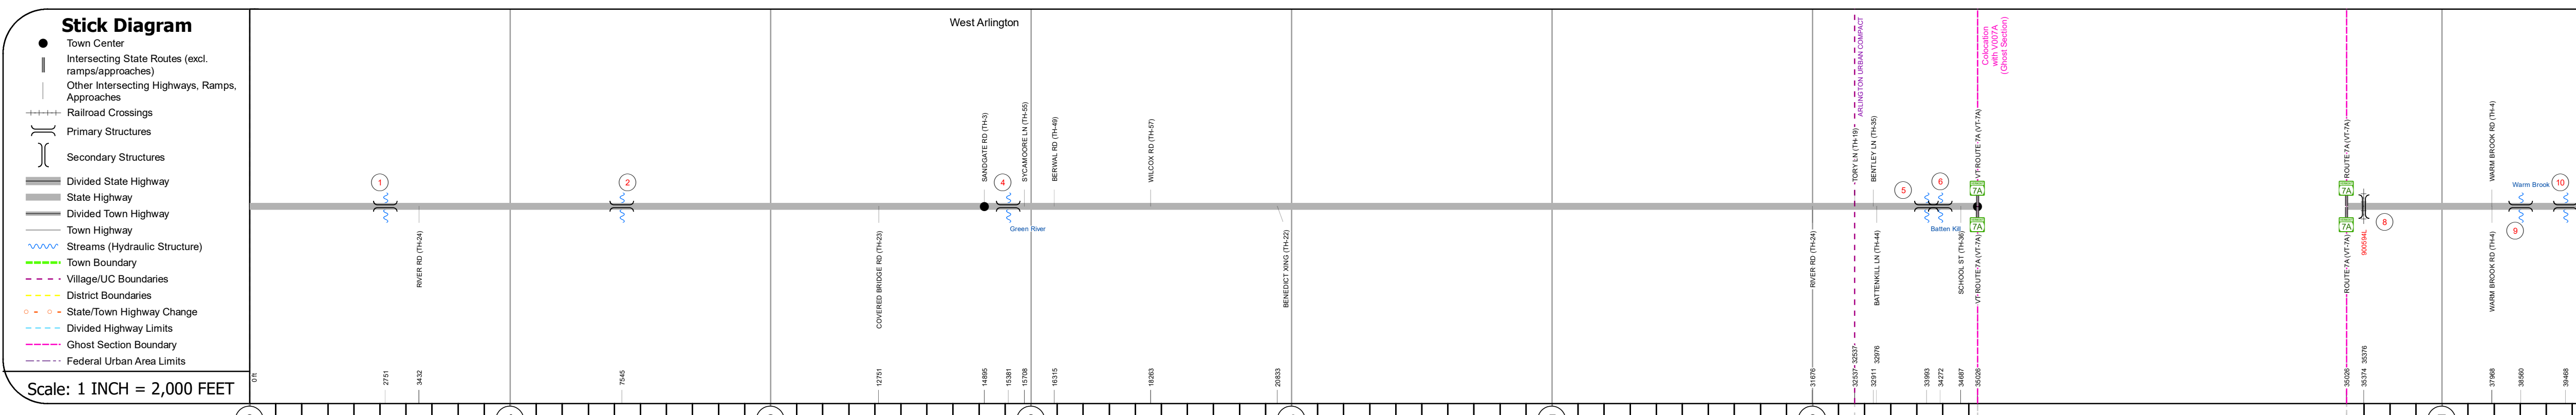 Stick Diagram
Town Center
Intersecting State Routes (excl.
ramps/approaches)
Other Intersecting Highways, Ramps,
Approaches
Railroad Crossings
Primary Structures
Secondary Structures
Divided State Highway
State Highway
Divided Town Highway
Town Highway
Streams (Hydraulic Structure)
Town Boundary
Village/UC Boundaries
District Boundaries
State/Town Highway Change
Divided Highway Limits
Ghost Section Boundary
Federal Urban Area Limits
Scale: 1 INCH = 2,000 FEET
West Arlington
ARLINGTON URBAN COMPACT
Colocation
with V007A
(Ghost Section)
SANDGATE RD (TH-3)
SYCAMOORE LN (TH-55)
BERWAL RD (TH-49)
WILCOX RD (TH-57)
TORY LN (TH-19)
BENTLEY LN (TH-35)
VT ROUTE-7A (VT-7A)
ROUTE-7A (VT-7A)
WARM BROOK RD (TH-4)
1
2
4
5
6
7A
7A
Warm Brook
10
7A
7A
8
9
Green River
Batten Kill
RIVER RD (TH-24)
COVERED BRIDGE RD (TH-23)
BENEDICT XING (TH-22)
RIVER RD (TH-24)
BATTENKILL LN (TH-44)
SCHOOL ST (TH-36)
VT ROUTE-7A (VT-7A)
ROUTE-7A (VT-7A)
900594L
WARM BROOK RD (TH-4)
0 ft
2751
3432
7545
12751
14895
15381
15708
16315
18263
20833
31676
32537
32537
32911
32976
33993
34272
34687
35026
35026
35374
35376
37968
38560
39468